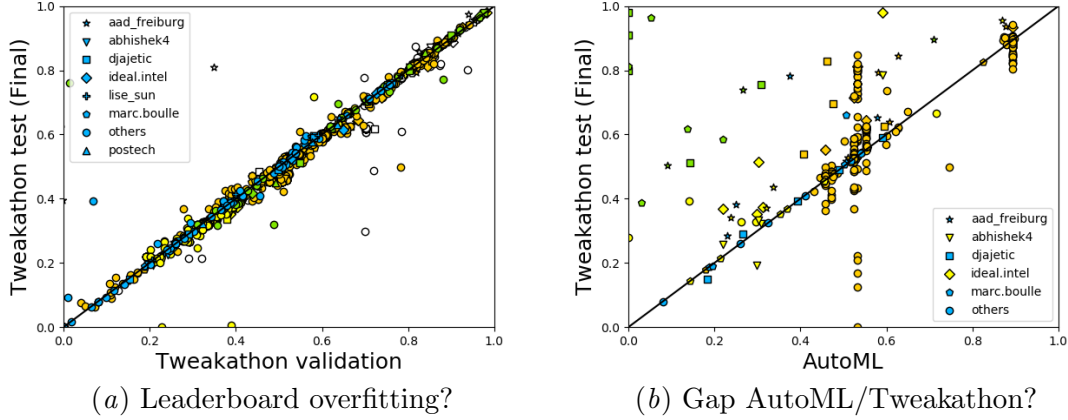 1.0
0.8
0.6
0.4
0.2
0.0
Tweakathon test (Final)
aad_freiburg
abhishek4
djajetic
ideal.intel
lise_sun
marc.boulle
others
postech
0.0 0.2 0.4 0.6 0.8 1.0
Tweakathon validation
(a) Leaderboard overfitting?
1.0
0.8
0.6
0.4
0.2
0.0
Tweakathon test (Final)
aad_freiburg
abhishek4
djajetic
ideal.intel
marc.boulle
others
0.0 0.2 0.4 0.6 0.8 1.0
AutoML
(b) Gap AutoML/Tweakathon?